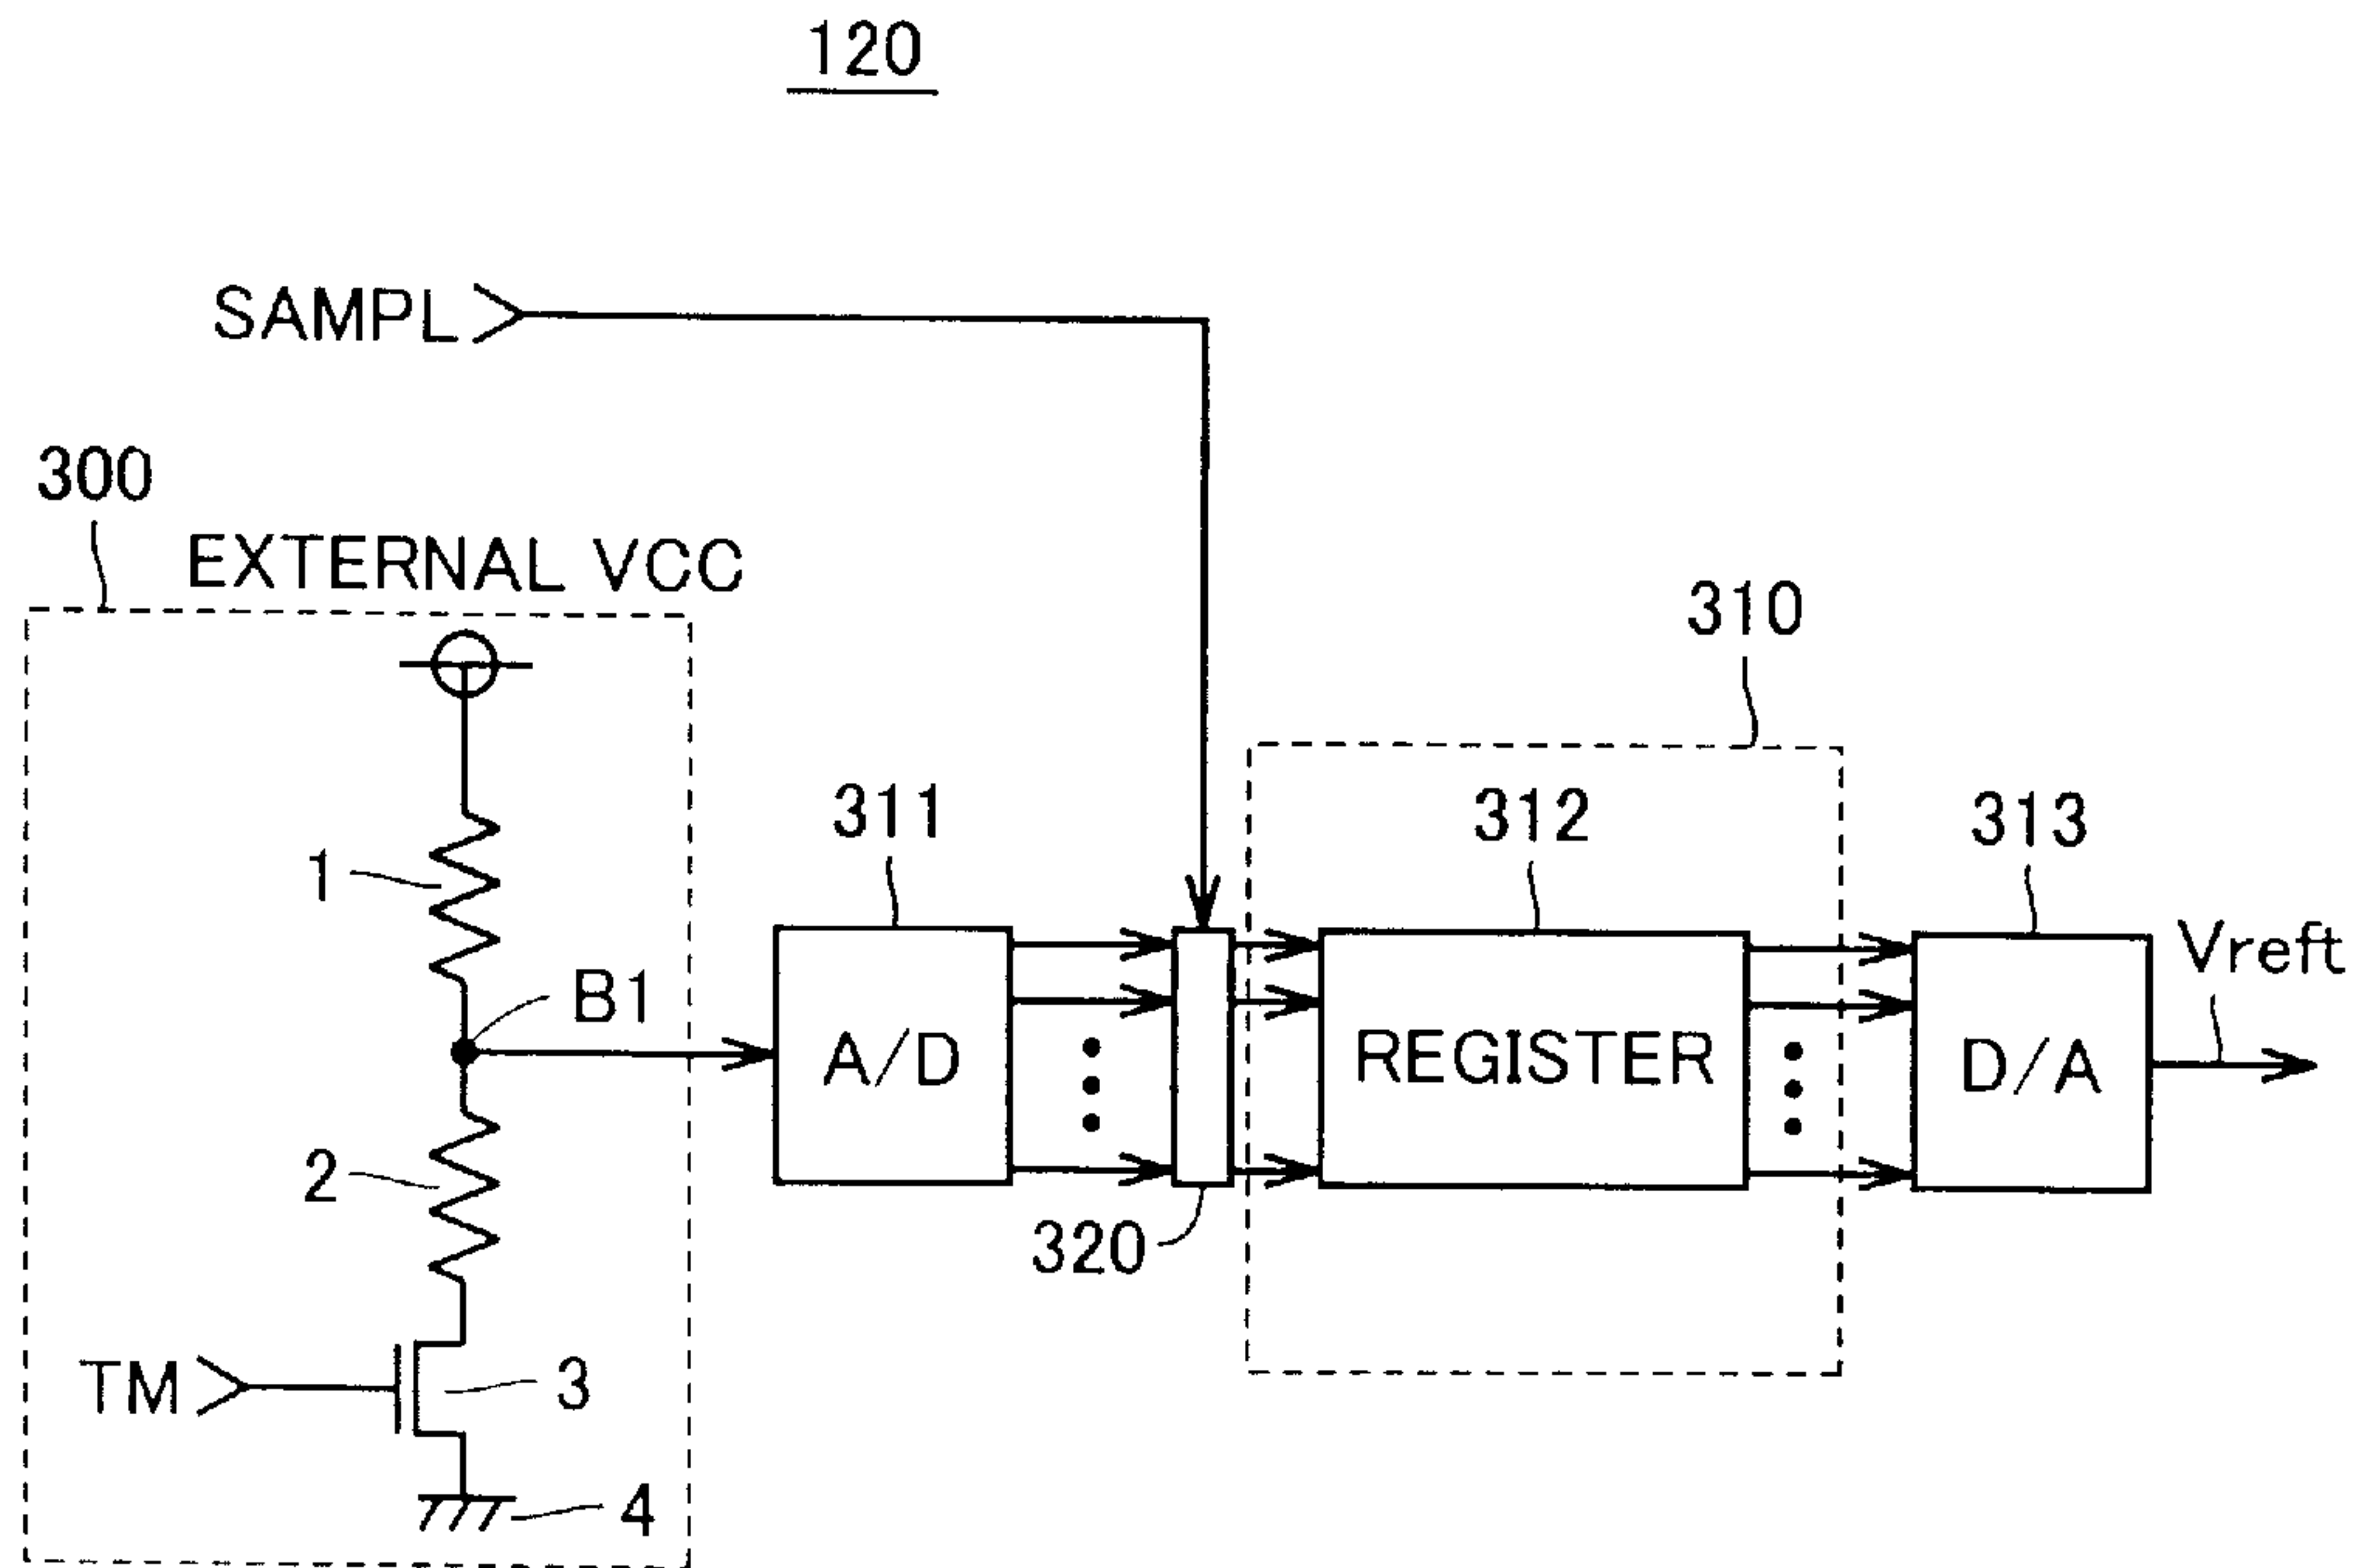 120
SAMPL
300
EXTERNAL VCC
310
311
312
313
1
Vreft
B1
A/D
REGISTER
D/A
2
320
TM
3
4